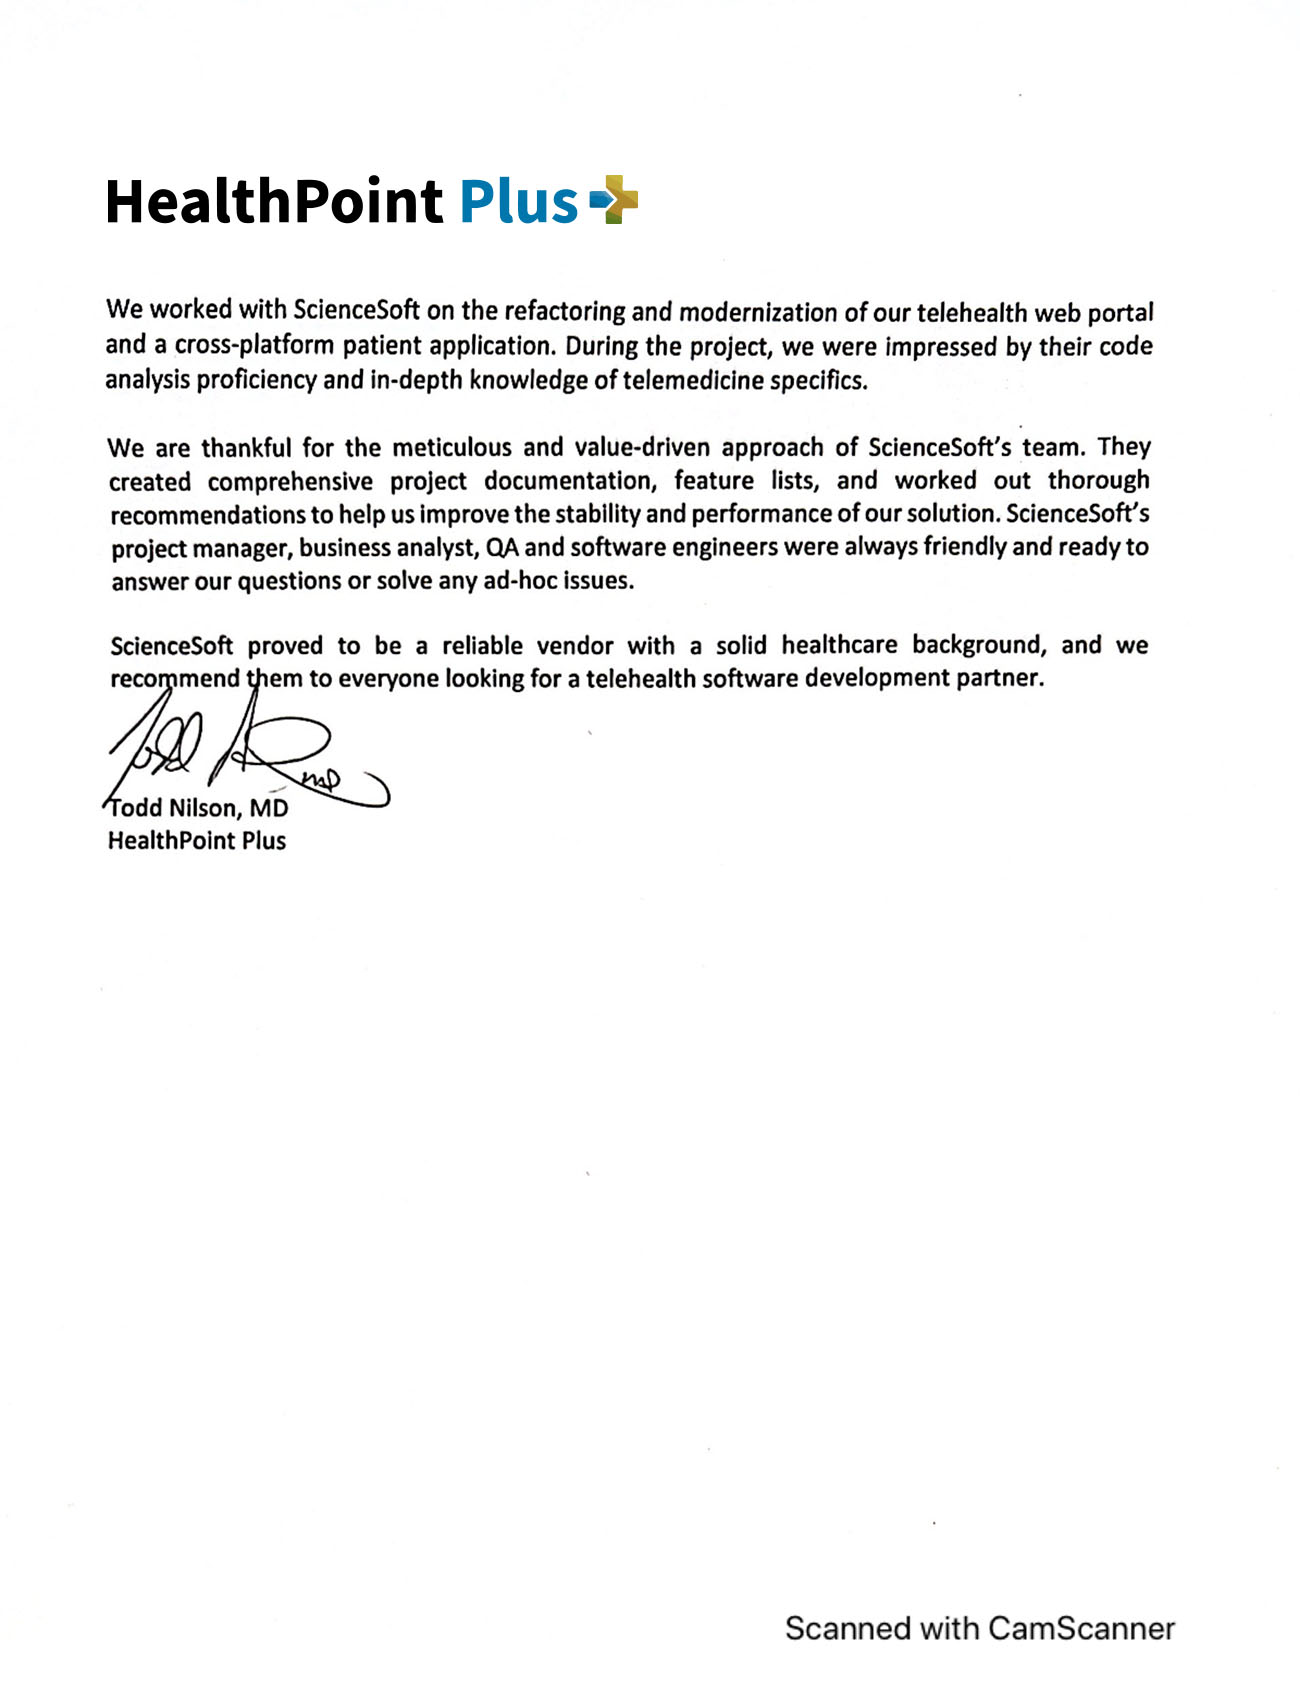 HealthPoint Plus
We worked with ScienceSoft on the refactoring and modernization of our telehealth web portal
and a cross-platform patient application. During the project, we were impressed by their code
analysis proficiency and in-depth knowledge of telemedicine specifics.
We are thankful for the meticulous and value-driven approach of ScienceSoft’s team. They
created comprehensive project documentation, feature lists, and worked out thorough
recommendations to help us improve the stability and performance of our solution. ScienceSoft’s
project manager, business analyst, QA and software engineers were always friendly and ready to
answer our questions or solve any ad-hoc issues.
ScienceSoft proved to be a reliable vendor with a solid healthcare background, and we
recommend them to everyone looking for a telehealth software development partner.
Todd
Todd Nilson, MD
HealthPoint Plus
Scanned with CamScanner